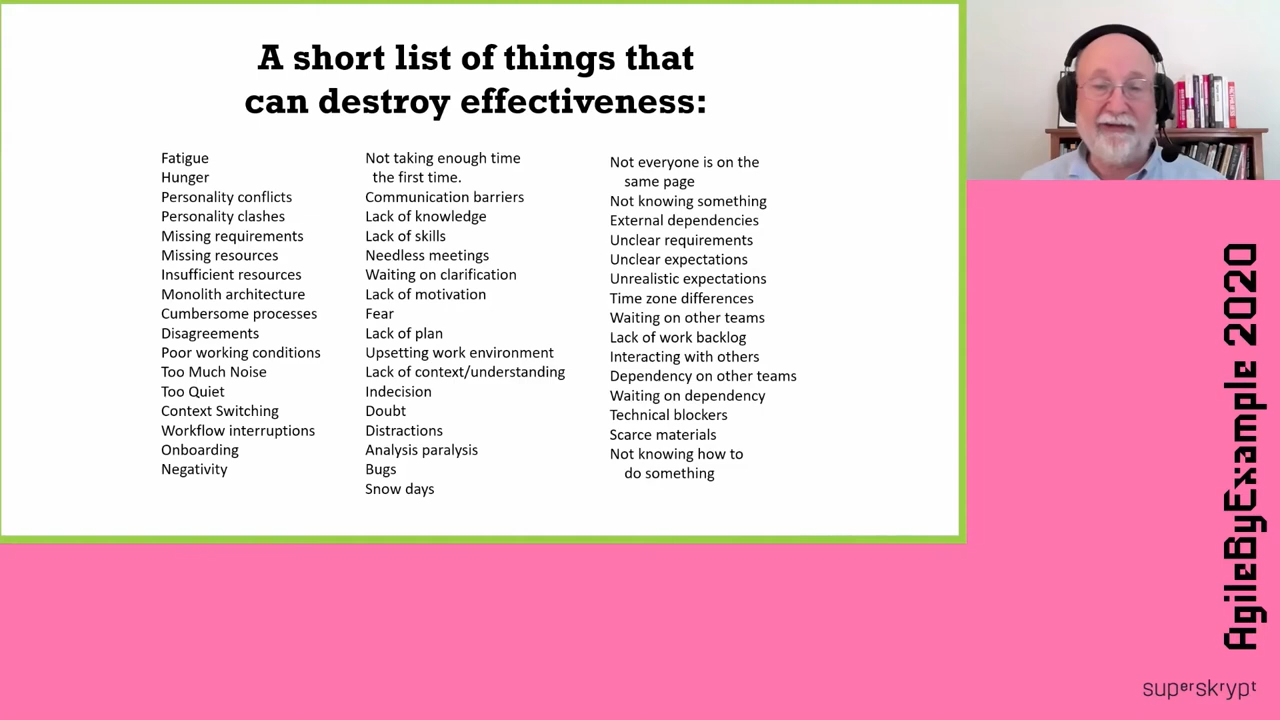 A short list of things that
can destroy effectiveness:
Fatigue
Hunger
Personality conflicts
Personality clashes
Missing requirements
Missing resources
Insufficient resources
Monolith architecture
Cumbersome processes
Disagreements
Poor working conditions
Too Much Noise
Too Quiet
Context Switching
Workflow interruptions
Onboarding
Negativity
Not taking enough time
the first time.
Communication barriers
Lack of knowledge
Lack of skills
Needless meetings
Waiting on clarification
Lack of motivation
Fear
Lack of plan
Upsetting work environment
Lack of context/understanding
Indecision
Doubt
Distractions
Analysis paralysis
Bugs
Snow days
Not everyone is on the
same page
Not knowing something
External dependencies
Unclear requirements
Unclear expectations
Unrealistic expectations
Time zone differences
Waiting on other teams
Lack of work backlog
Interacting with others
Dependency on other teams
Waiting on dependency
Technical blockers
Scarce materials
Not knowing how to
do something
AgileByExample 2020
superskrypt